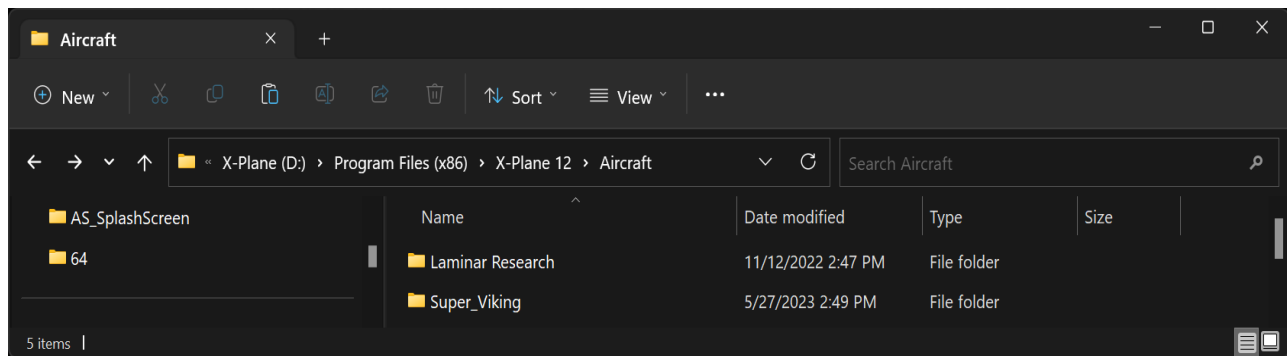 Aircraft
New Sort View
« X-Plane (D:) › Program Files (x86) › X-Plane 12 › Aircraft Search Aircraft
AS_SplashScreen
64
Name Date modified Type Size
Laminar Research 11/12/2022 2:47 PM File folder
Super_Viking 5/27/2023 2:49 PM File folder
5 items